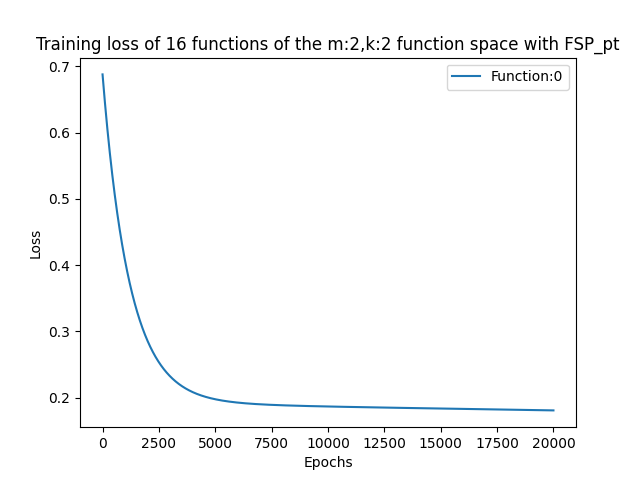 Training loss of 16 functions of the m:2,k:2 function space with FSP_pt
Function:0
Loss
0.7
0.6
0.5
0.4
0.3
0.2
0 2500 5000 7500 10000 12500 15000 17500 20000
Epochs